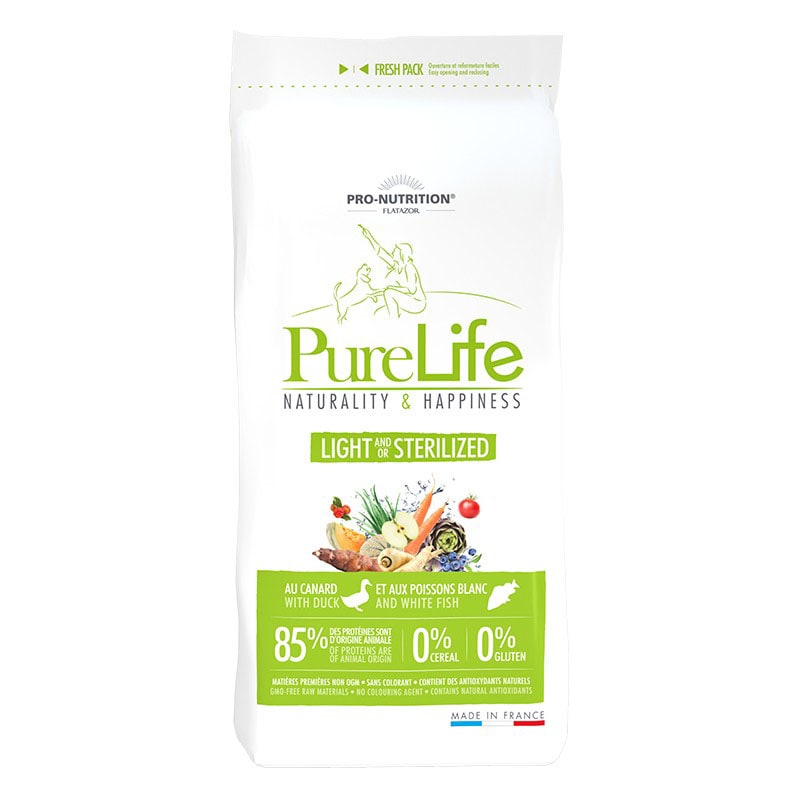 FRESH PACK Ouverture et refermeture faciles
Easy opening and reclosing
PRO-NUTRITION®
FLATAZOR
PureLife
NATURALITY & HAPPINESS
LIGHT AND OR STERILIZED
AU CANARD ET AUX POISSONS BLANC
WITH DUCK AND WHITE FISH
85% DES PROTÉINES SONT D'ORIGINE ANIMALE
OF PROTEINS ARE OF ANIMAL ORIGIN
0% CEREAL
0% GLUTEN
MATIÈRES PREMIÈRES NON OGM • SANS COLORANT • CONTIENT DES ANTIOXYDANTS NATURELS
GMO-FREE RAW MATERIALS • NO COLOURING AGENT • CONTAINS NATURAL ANTIOXIDANTS
MADE IN FRANCE